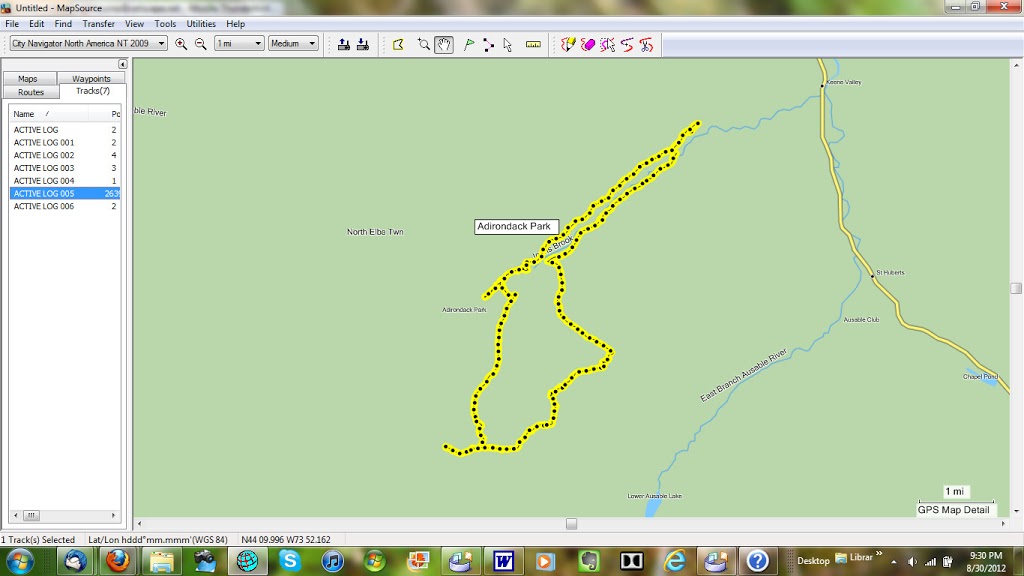 Untitled - MapSource
File Edit Find Transfer View Tools Utilities Help
City Navigator North America NT 2009 1 mi Medium
Maps Waypoints
Routes Tracks(7)
Name / Po
ACTIVE LOG 2
ACTIVE LOG 001 2
ACTIVE LOG 002 4
ACTIVE LOG 003 3
ACTIVE LOG 004 1
ACTIVE LOG 005 2639
ACTIVE LOG 006 2
ble River
Keene Valley
North Elbe Twn
Adirondack Park
Brook
St Huberts
Adirondack Park
Ausable Club
East Branch Ausable River
Chapel Pond
Lower Ausable Lake
1 mi
GPS Map Detail
1 Track(s) Selected Lat/Lon hddd°mm.mmm'(WGS 84) N44 09.996 W73 52.162
S W e ? Desktop Librar » 9:30 PM
8/30/2012